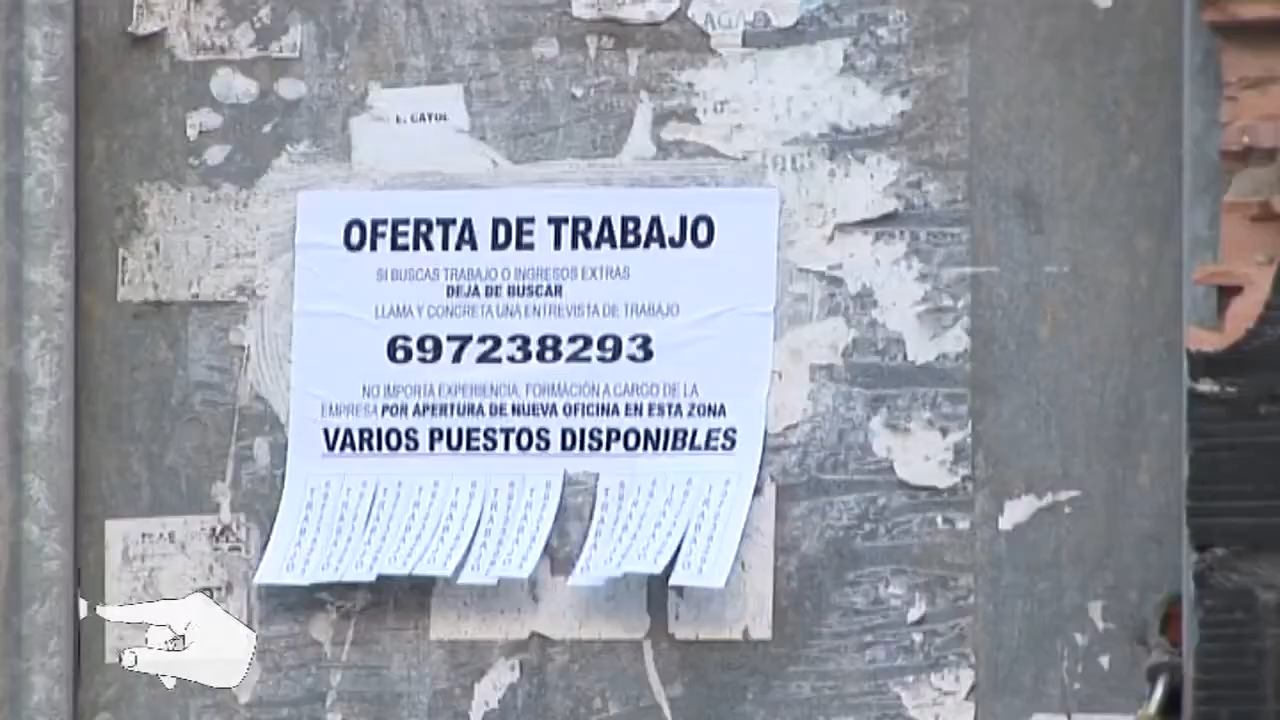 E. GAYUL
OFERTA DE TRABAJO
SI BUSCAS TRABAJO O INGRESOS EXTRAS
DEJA DE BUSCAR
LLAMA Y CONCRETA UNA ENTREVISTA DE TRABAJO
697238293
NO IMPORTA EXPERIENCIA, FORMACIÓN A CARGO DE LA
EMPRESA POR APERTURA DE NUEVA OFICINA EN ESTA ZONA
VARIOS PUESTOS DISPONIBLES